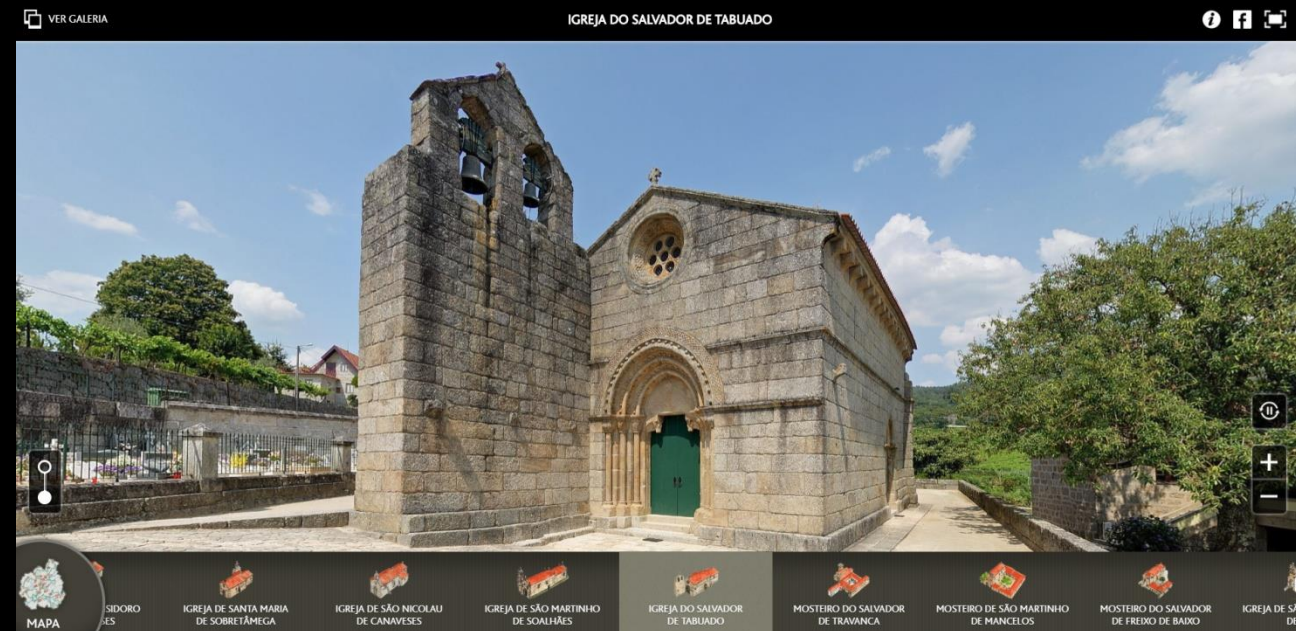 VER GALERIA
IGREJA DO SALVADOR DE TABUADO
MAPA
IGREJA DE SANTA MARIA
DE SOBRETÂMEGA
IGREJA DE SÃO NICOLAU
DE CANAVESES
IGREJA DE SÃO MARTINHO
DE SOALHÃES
IGREJA DO SALVADOR
DE TABUADO
MOSTEIRO DO SALVADOR
DE TRAVANCA
MOSTEIRO DE SÃO MARTINHO
DE MANCELOS
MOSTEIRO DO SALVADOR
DE FREIXO DE BAIXO
IGREJA DE